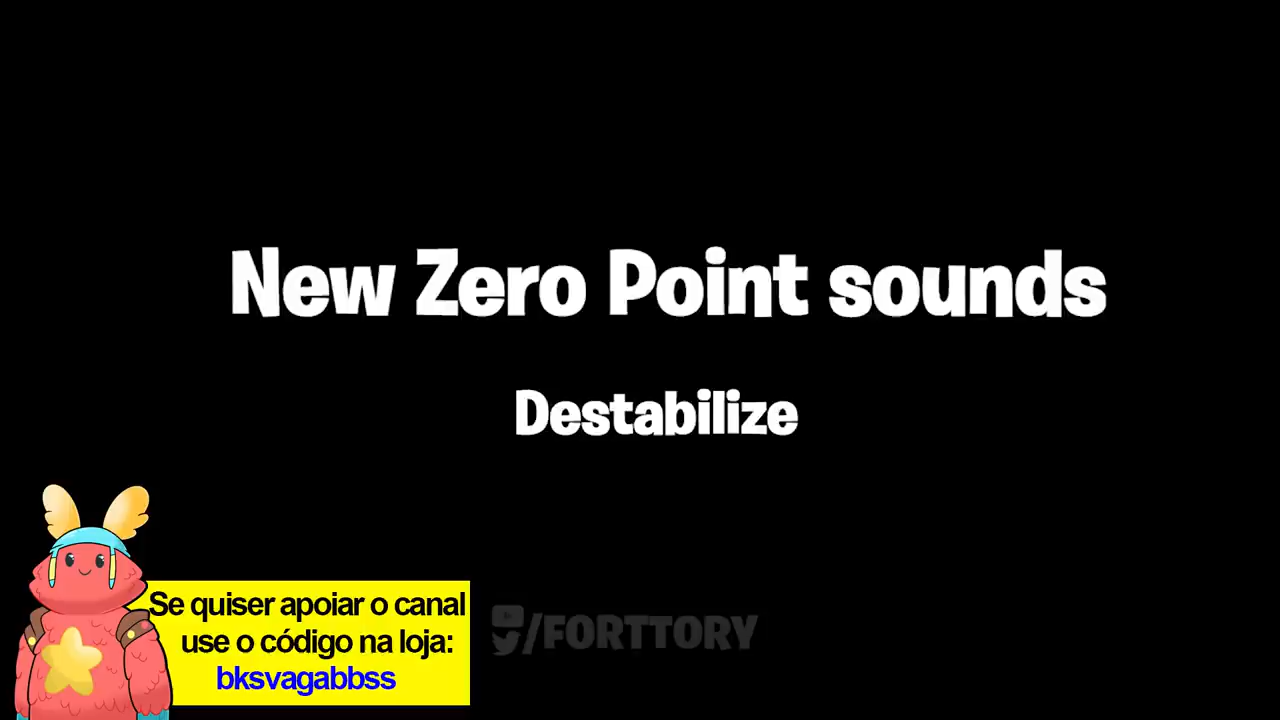 New Zero Point sounds
Destabilize
Se quiser apoiar o canal
use o código na loja:
bksvagabbss
/FORTTORY